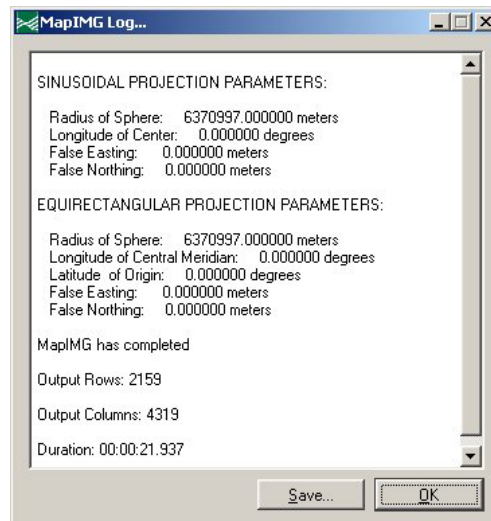 MapIMG Log...
SINUSOIDAL PROJECTION PARAMETERS:
Radius of Sphere: 6370997.000000 meters
Longitude of Center: 0.000000 degrees
False Easting: 0.000000 meters
False Northing: 0.000000 meters
EQUIRECTANGULAR PROJECTION PARAMETERS:
Radius of Sphere: 6370997.000000 meters
Longitude of Central Meridian: 0.000000 degrees
Latitude of Origin: 0.000000 meters
False Easting: 0.000000 meters
False Northing: 0.000000 meters
MapIMG has completed
Output Rows: 2159
Output Columns: 4319
Duration: 00:00:21.937
Save... OK